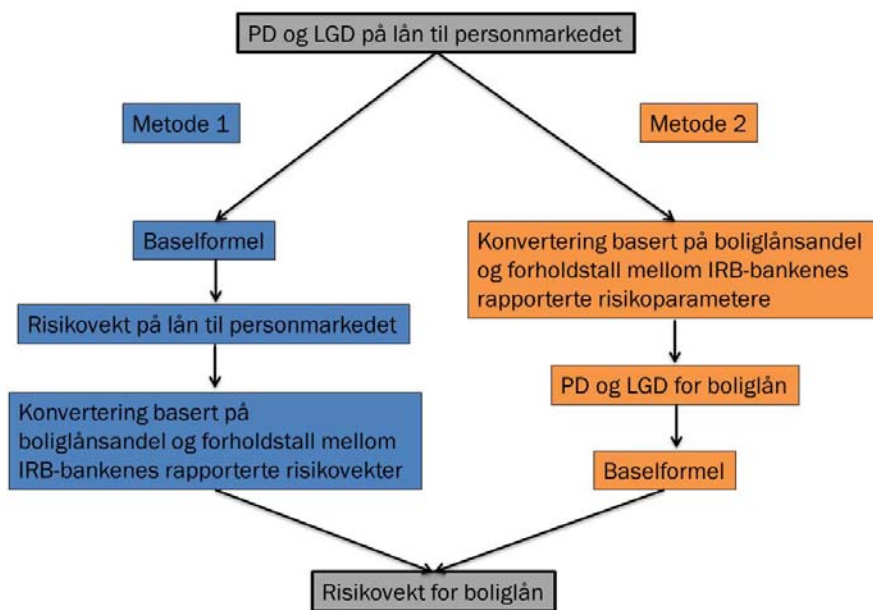 PD og LGD på lån til personmarkedet
Metode 1
Metode 2
Baselformel
Risikovekt på lån til personmarkedet
Konvertering basert på
boliglånsandel og forholdstall mellom
IRB-bankenes rapporterte risikovekter
Konvertering basert på boliglånsandel
og forholdstall mellom IRB-bankenes
rapporterte risikoparametere
PD og LGD for boliglån
Baselformel
Risikovekt for boliglån